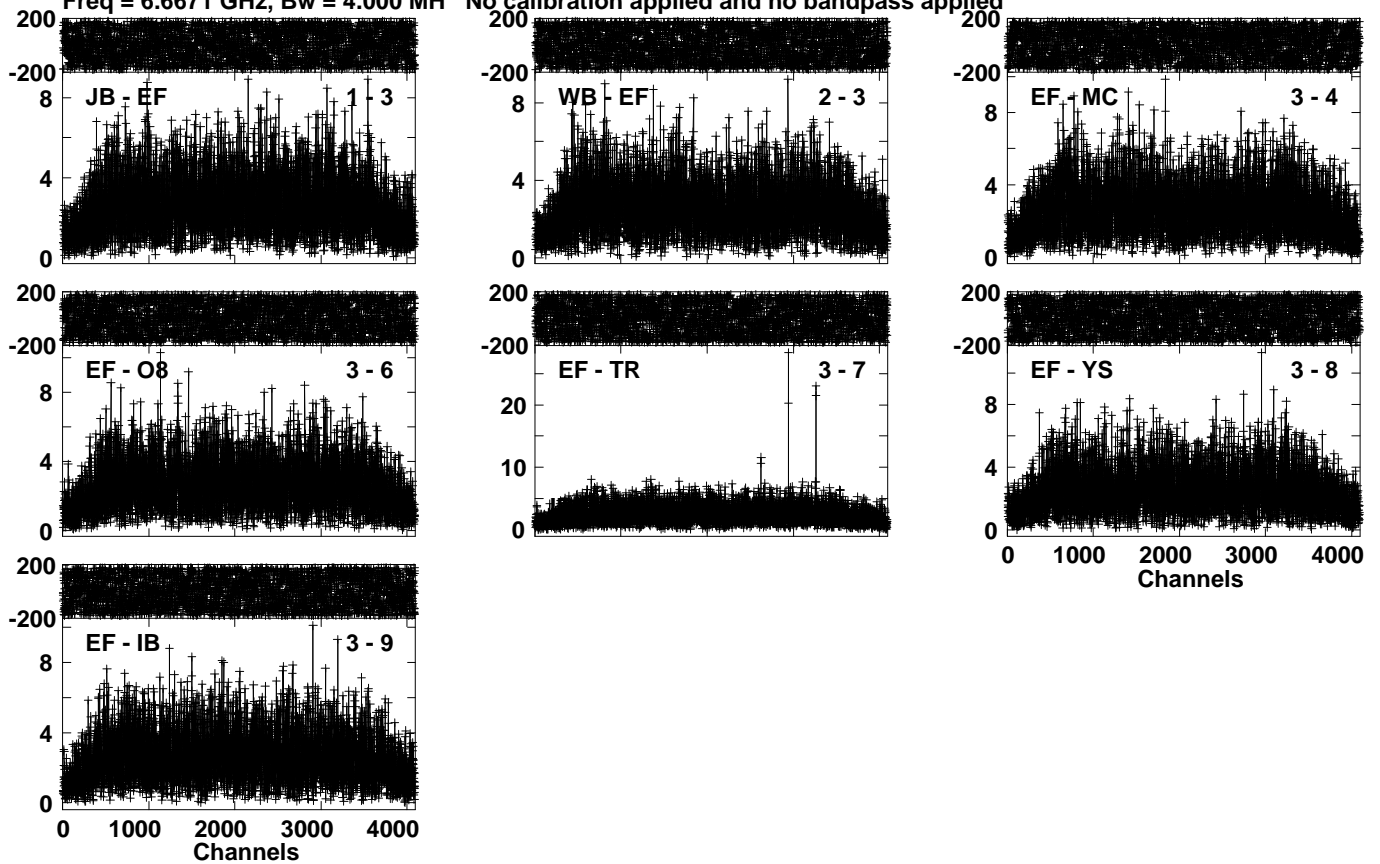 Freq = 6.6671 GHz, Bw = 4.000 MH No calibration applied and no bandpass applied
200
-200
8
4
0
JB - EF
1 - 3
200
-200
8
4
0
WB - EF
2 - 3
200
-200
8
4
0
EF - MC
3 - 4
200
-200
8
4
0
EF - O8
3 - 6
200
-200
20
10
0
EF - TR
3 - 7
200
-200
8
4
0
EF - YS
3 - 8
0 1000 2000 3000 4000
Channels
200
-200
8
4
0
EF - IB
3 - 9
0 1000 2000 3000 4000
Channels